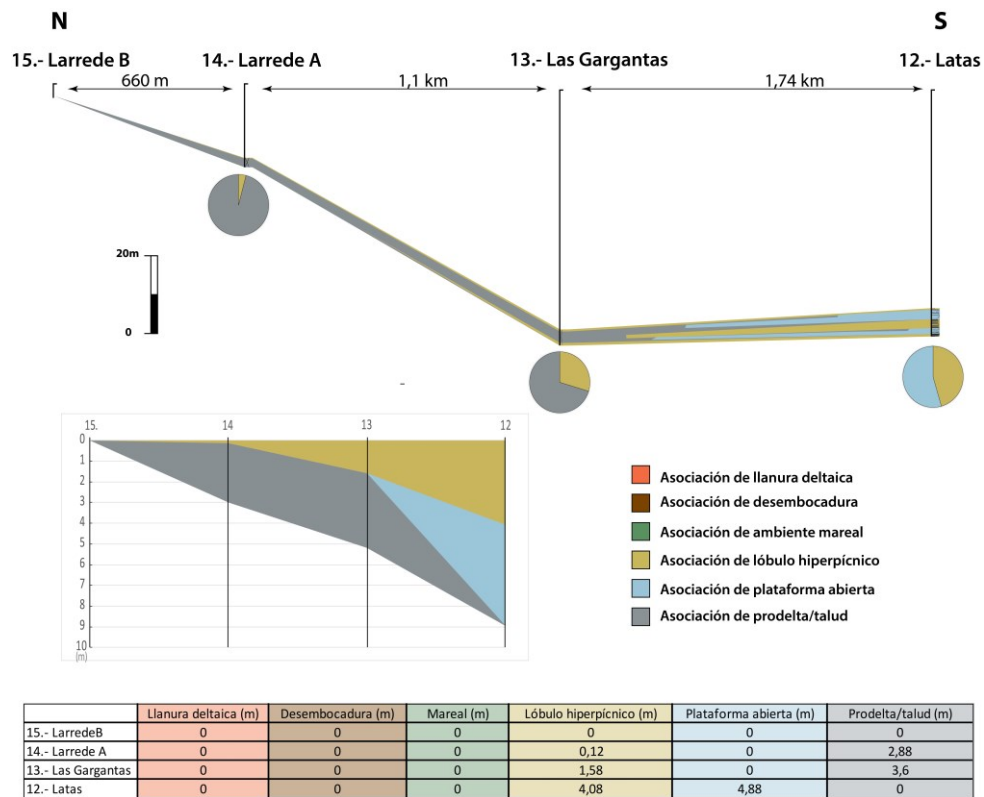 N S
15.- Larrede B 14.- Larrede A 13.- Las Gargantas 12.- Latas
660 m 1,1 km 1,74 km
20m
0
15. 14 13 12
0
1
2
3
4
5
6
7
8
9
10
(m)
Asociación de llanura deltaica
Asociación de desembocadura
Asociación de ambiente mareal
Asociación de lóbulo hiperpícnico
Asociación de plataforma abierta
Asociación de prodelta/talud
Llanura deltaica (m) Desembocadura (m) Mareal (m) Lóbulo hiperpícnico (m) Plataforma abierta (m) Prodelta/talud (m)
15.- LarredeB 0 0 0 0 0 0
14.- Larrede A 0 0 0 0,12 0 2,88
13.- Las Gargantas 0 0 0 1,58 0 3,6
12.- Latas 0 0 0 4,08 4,88 0